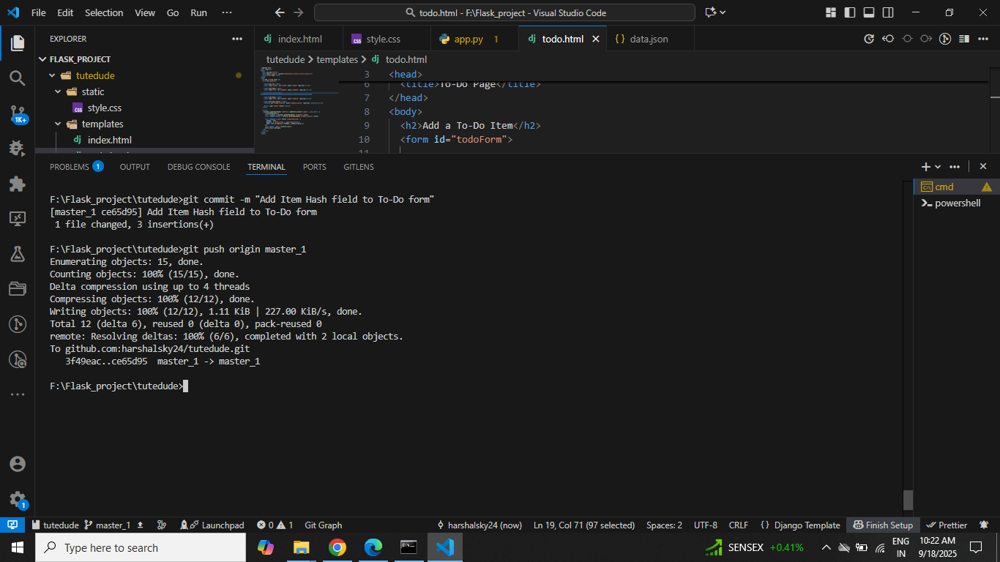 File Edit Selection View Go Run ···
todo.html - F:\Flask_project - Visual Studio Code
EXPLORER ···
FLASK_PROJECT
tutedude
static
style.css
templates
index.html
1K+
1
index.html
style.css
app.py 1
todo.html
{ } data.json
tutedude > templates > todo.html
3 <head>
6 <title>To-Do Page</title>
7 </head>
8 <body>
9 <h2>Add a To-Do Item</h2>
10 <form id="todoForm">
11
PROBLEMS 1 OUTPUT DEBUG CONSOLE TERMINAL PORTS GITLENS
cmd
powershell
F:\Flask_project\tutedude>git commit -m "Add Item Hash field to To-Do form"
[master_1 ce65d95] Add Item Hash field to To-Do form
1 file changed, 3 insertions(+)
F:\Flask_project\tutedude>git push origin master_1
Enumerating objects: 15, done.
Counting objects: 100% (15/15), done.
Delta compression using up to 4 threads
Compressing objects: 100% (12/12), done.
Writing objects: 100% (12/12), 1.11 KiB | 227.00 KiB/s, done.
Total 12 (delta 6), reused 0 (delta 0), pack-reused 0
remote: Resolving deltas: 100% (6/6), completed with 2 local objects.
To github.com:harshalsky24/tutedude.git
3f49eac..ce65d95 master_1 -> master_1
F:\Flask_project\tutedude>
tutedude master_1 Launchpad 0 1 Git Graph harshalsky24 (now) Ln 19, Col 71 (97 selected) Spaces: 2 UTF-8 CRLF { } Django Template Finish Setup Prettier
Type here to search
SENSEX +0.41%
ENG
IN
10:22 AM
9/18/2025